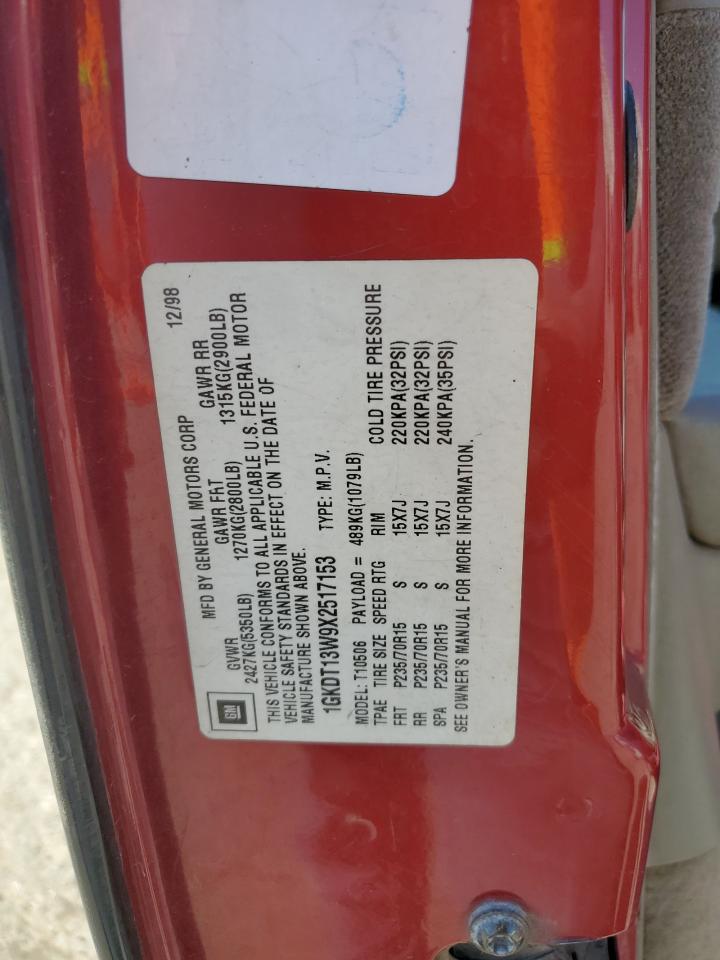 MFD BY GENERAL MOTORS CORP 12/98
GM
GVWR GAWR FRT GAWR RR
2427KG(5350LB) 1270KG(2800LB) 1315KG(2900LB)
THIS VEHICLE CONFORMS TO ALL APPLICABLE U.S. FEDERAL MOTOR
VEHICLE SAFETY STANDARDS IN EFFECT ON THE DATE OF
MANUFACTURE SHOWN ABOVE.
1GKDT13W9X2517153 TYPE: M.P.V.
MODEL: T10506 PAYLOAD = 489KG(1079LB)
TPAE TIRE SIZE SPEED RTG RIM COLD TIRE PRESSURE
FRT P235/70R15 S 15X7J 220KPA(32PSI)
RR P235/70R15 S 15X7J 220KPA(32PSI)
SPA P235/70R15 S 15X7J 240KPA(35PSI)
SEE OWNER'S MANUAL FOR MORE INFORMATION.